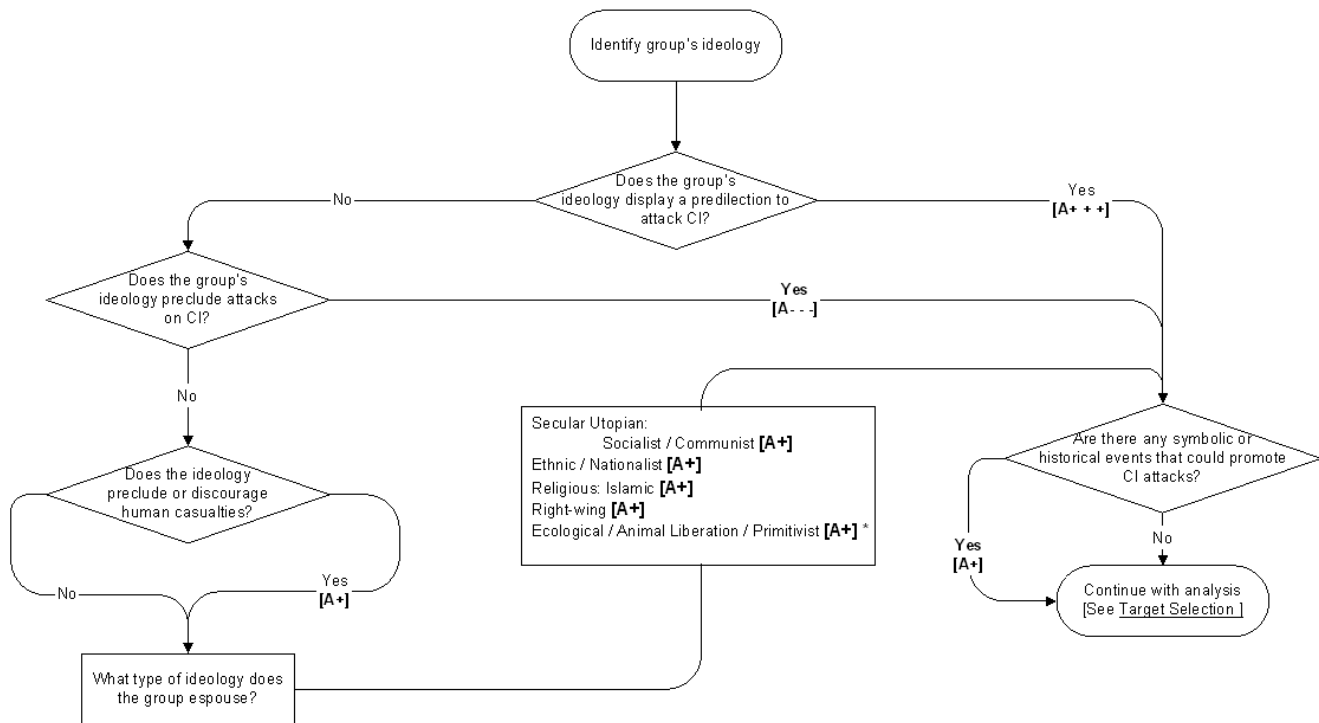 Identify group's ideology
Does the group's
ideology display a predilection to
attack CI?
No
Yes
[A+ + +]
Does the group's
ideology preclude attacks
on CI?
Yes
[A- - -]
No
Does the ideology
preclude or discourage
human casualties?
No
Yes
[A+]
What type of ideology does
the group espouse?
Secular Utopian:
Socialist / Communist [A+]
Ethnic / Nationalist [A+]
Religious: Islamic [A+]
Right-wing [A+]
Ecological / Animal Liberation / Primitivist [A+] *
Are there any symbolic or
historical events that could promote
CI attacks?
Yes
[A+]
No
Continue with analysis
[See Target Selection ]